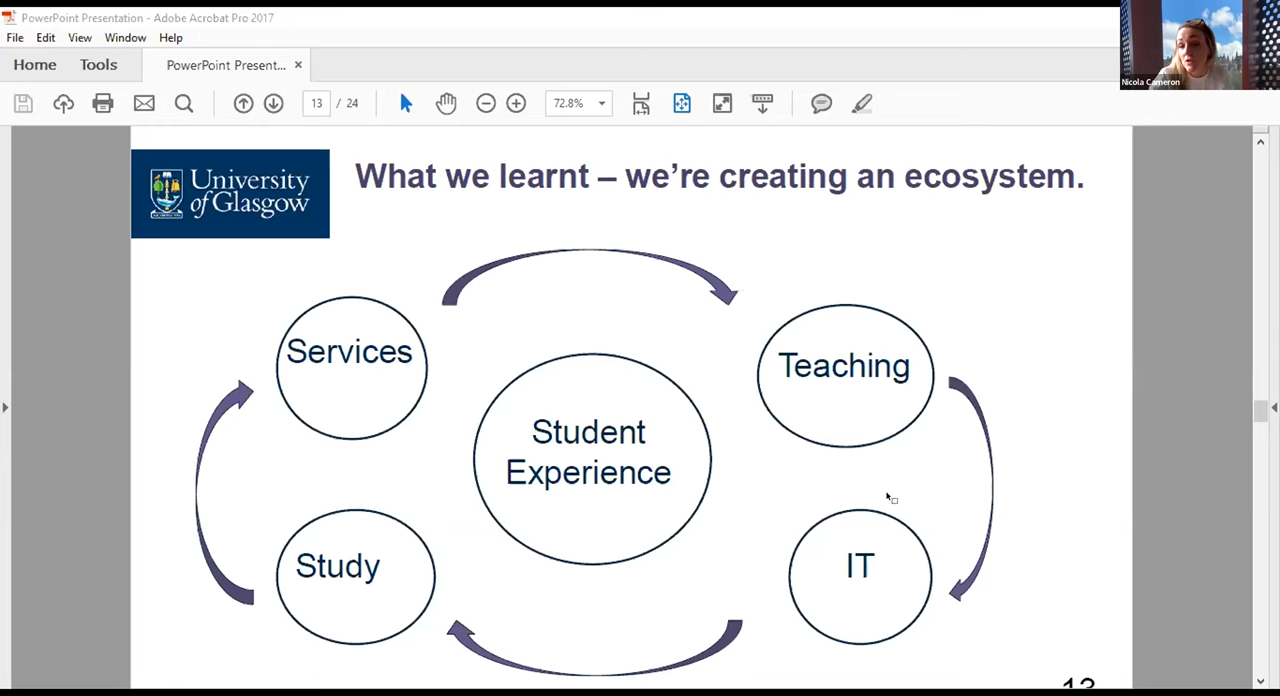 PowerPoint Presentation - Adobe Acrobat Pro 2017
File Edit View Window Help
Home Tools PowerPoint Present... ×
13 / 24 72.8%
Nicola Cameron
University
of Glasgow
What we learnt – we're creating an ecosystem.
Services
Teaching
Student
Experience
Study
IT
13